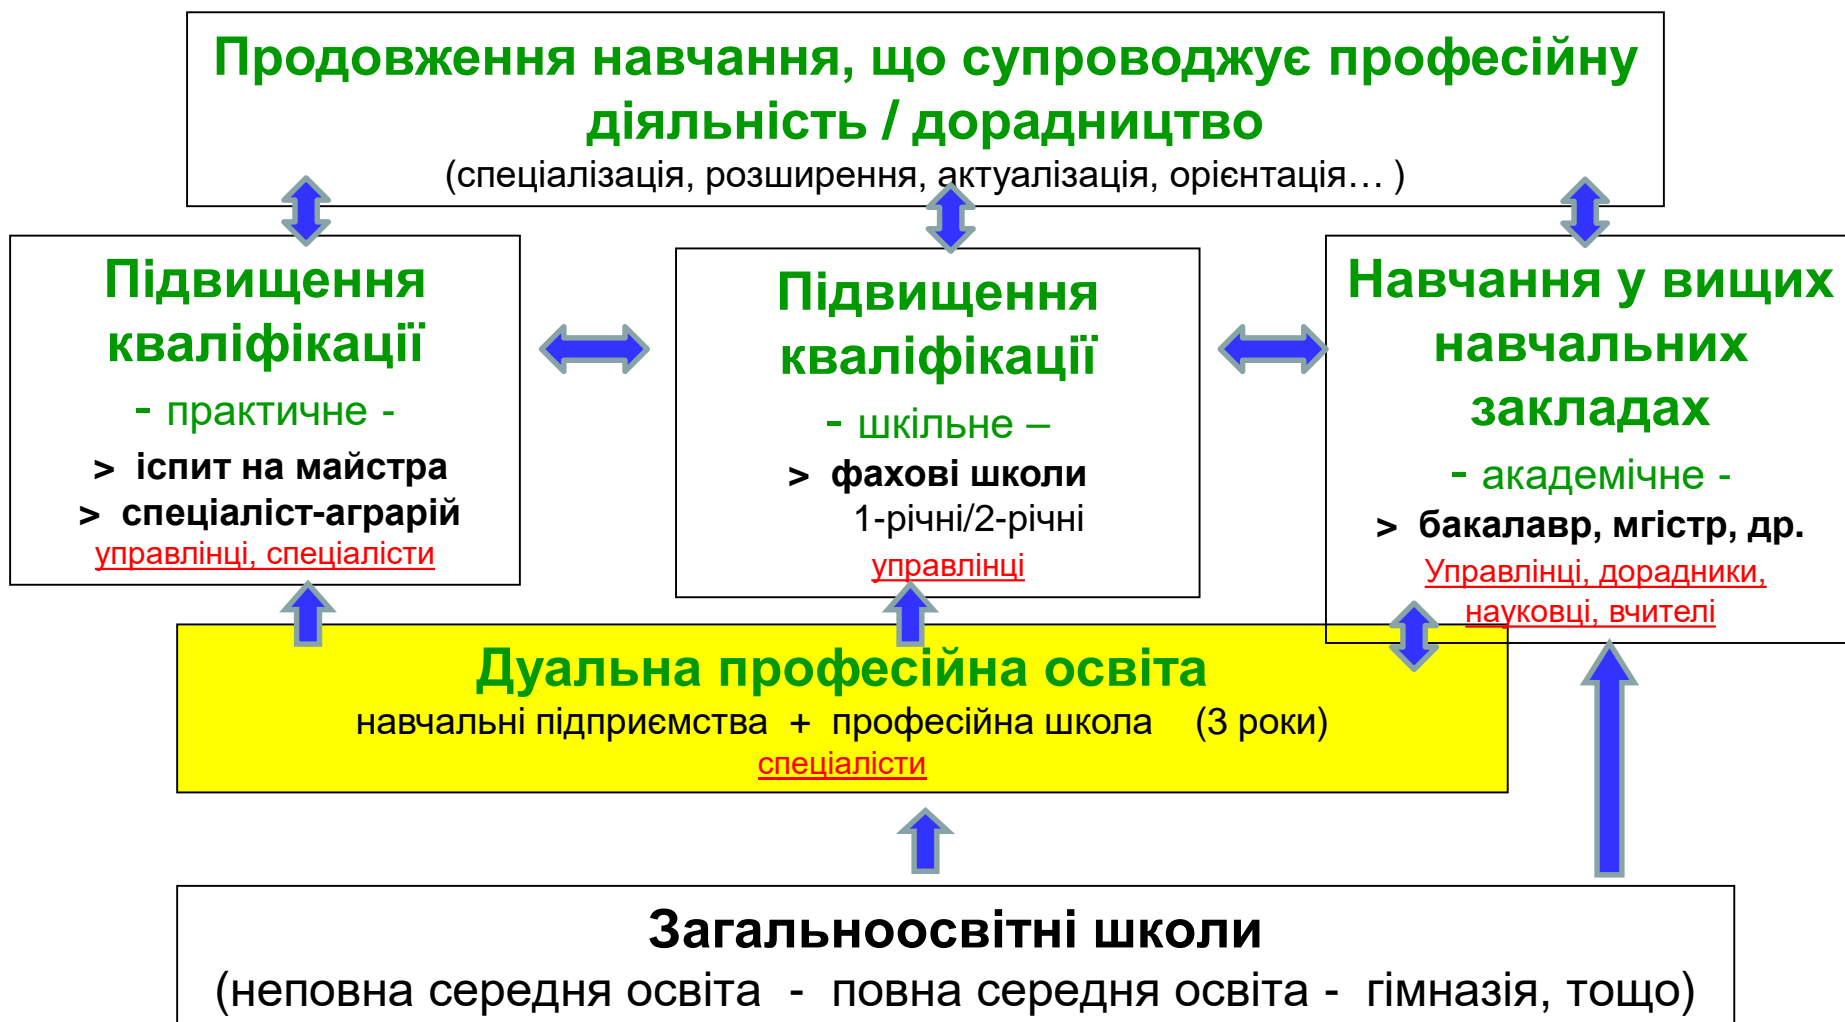 Продовження навчання, що супроводжує професійну
діяльність / дорадництво
(спеціалізація, розширення, актуалізація, орієнтація… )
Підвищення
кваліфікації
- практичне -
> іспит на майстра
> спеціаліст-аграрій
управлінці, спеціалісти
Підвищення
кваліфікації
- шкільне –
> фахові школи
1-річні/2-річні
управлінці
Навчання у вищих
навчальних
закладах
- академічне -
> бакалавр, мгістр, др.
Управлінці, дорадники,
науковці, вчителі
Дуальна професійна освіта
навчальні підприємства + професійна школа (3 роки)
спеціалісти
Загальноосвітні школи
(неповна середня освіта - повна середня освіта - гімназія, тощо)